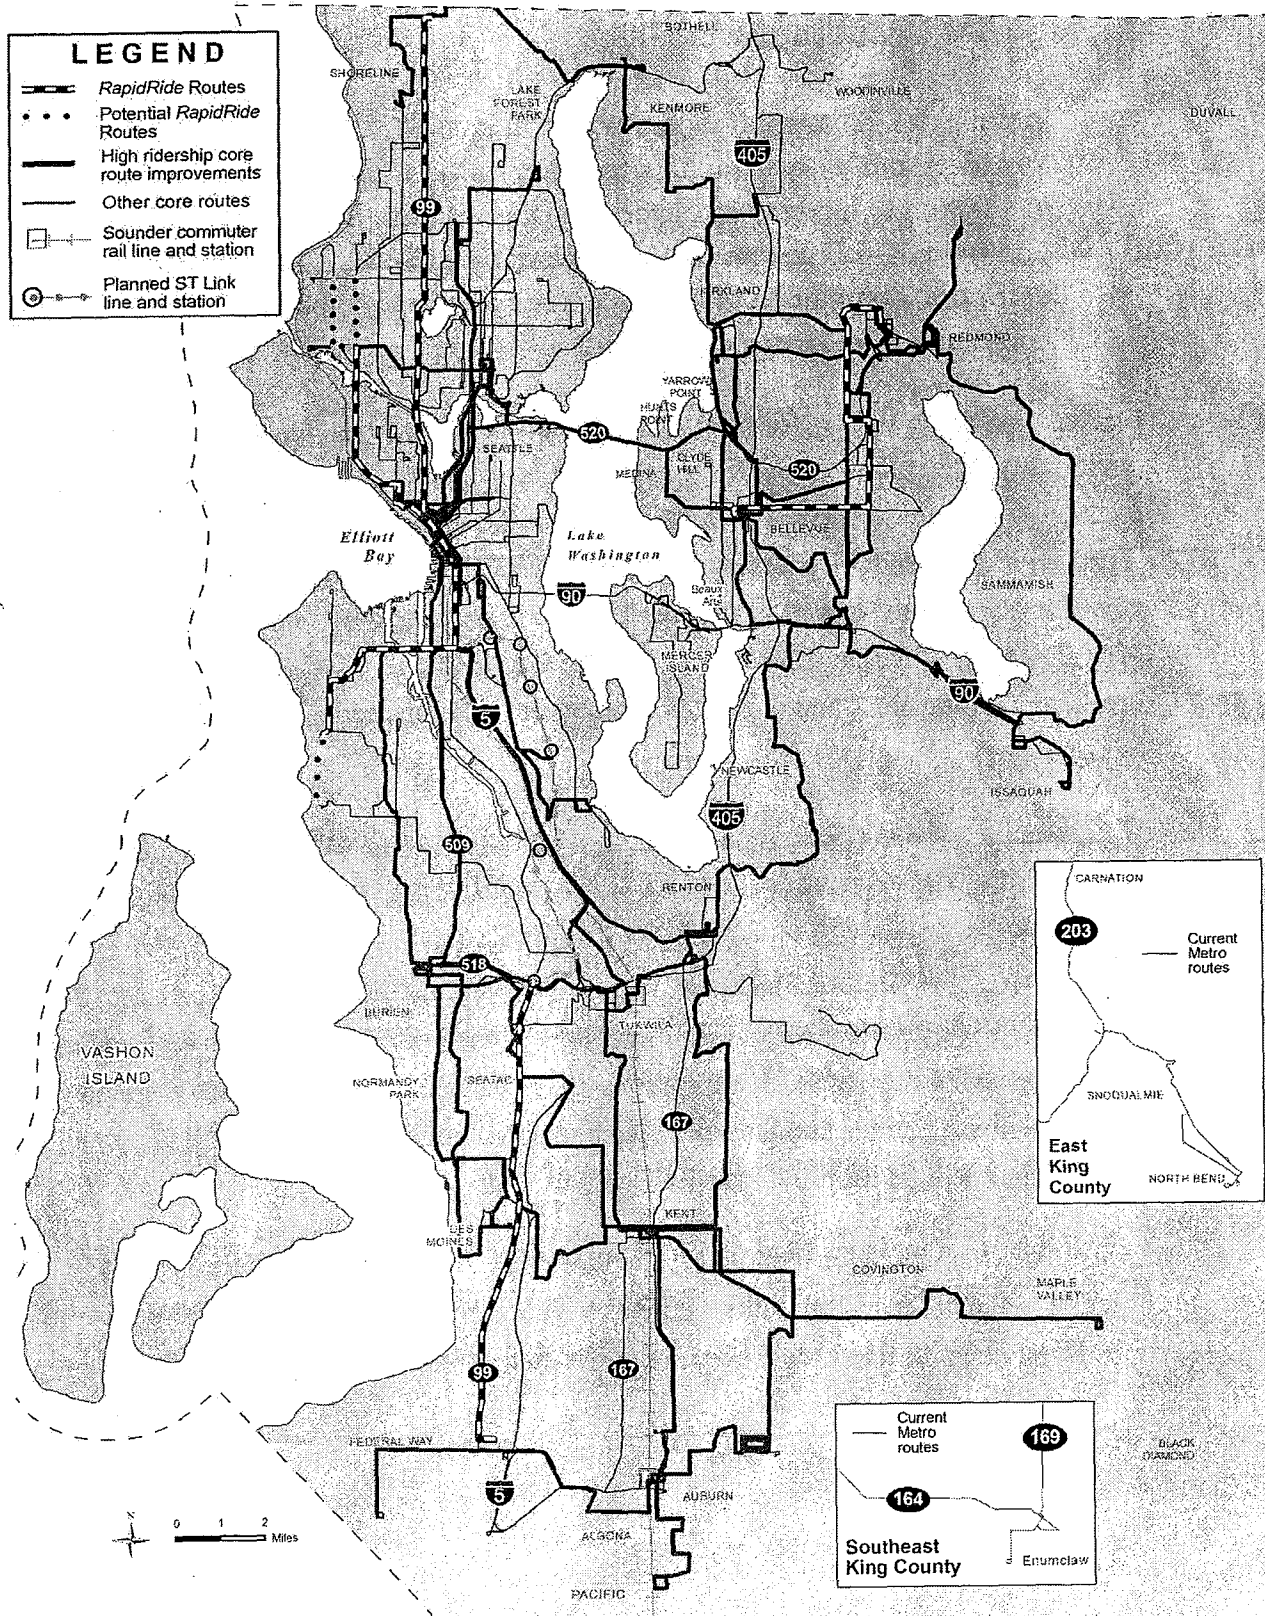 LEGEND
RapidRide Routes
Potential RapidRide
Routes
High ridership core
route improvements
Other core routes
Sounder commuter
rail line and station
Planned ST Link
line and station
BOTHELL
SHORELINE
WOODINVILLE
LAKE
FOREST
PARK
KENMORE
DUVALL
405
99
KIRKLAND
REDMOND
YARROW
POINT
HUNTS
POINT
520
SEATTLE
CLYDE
HILL
MEDINA
520
BELLEVUE
Elliott
Bay
Lake
Washington
SAMMAMISH
Beaux
Arts
90
MERCER
ISLAND
90
5
NEWCASTLE
ISSAQUAH
405
509
RENTON
CARNATION
203
Current
Metro
routes
518
BURIEN
TUKWILA
VASHON
ISLAND
NORMANDY
PARK
SEATAC
SNOQUALMIE
167
East
King
County
NORTH BEND
KENT
DES
MOINES
COVINGTON
MAPLE
VALLEY
99
167
Current
Metro
routes
169
FEDERAL WAY
BLACK
DIAMOND
5
AUBURN
164
N
0 1 2
Miles
ALGONA
Southeast
King County
Enumclaw
PACIFIC